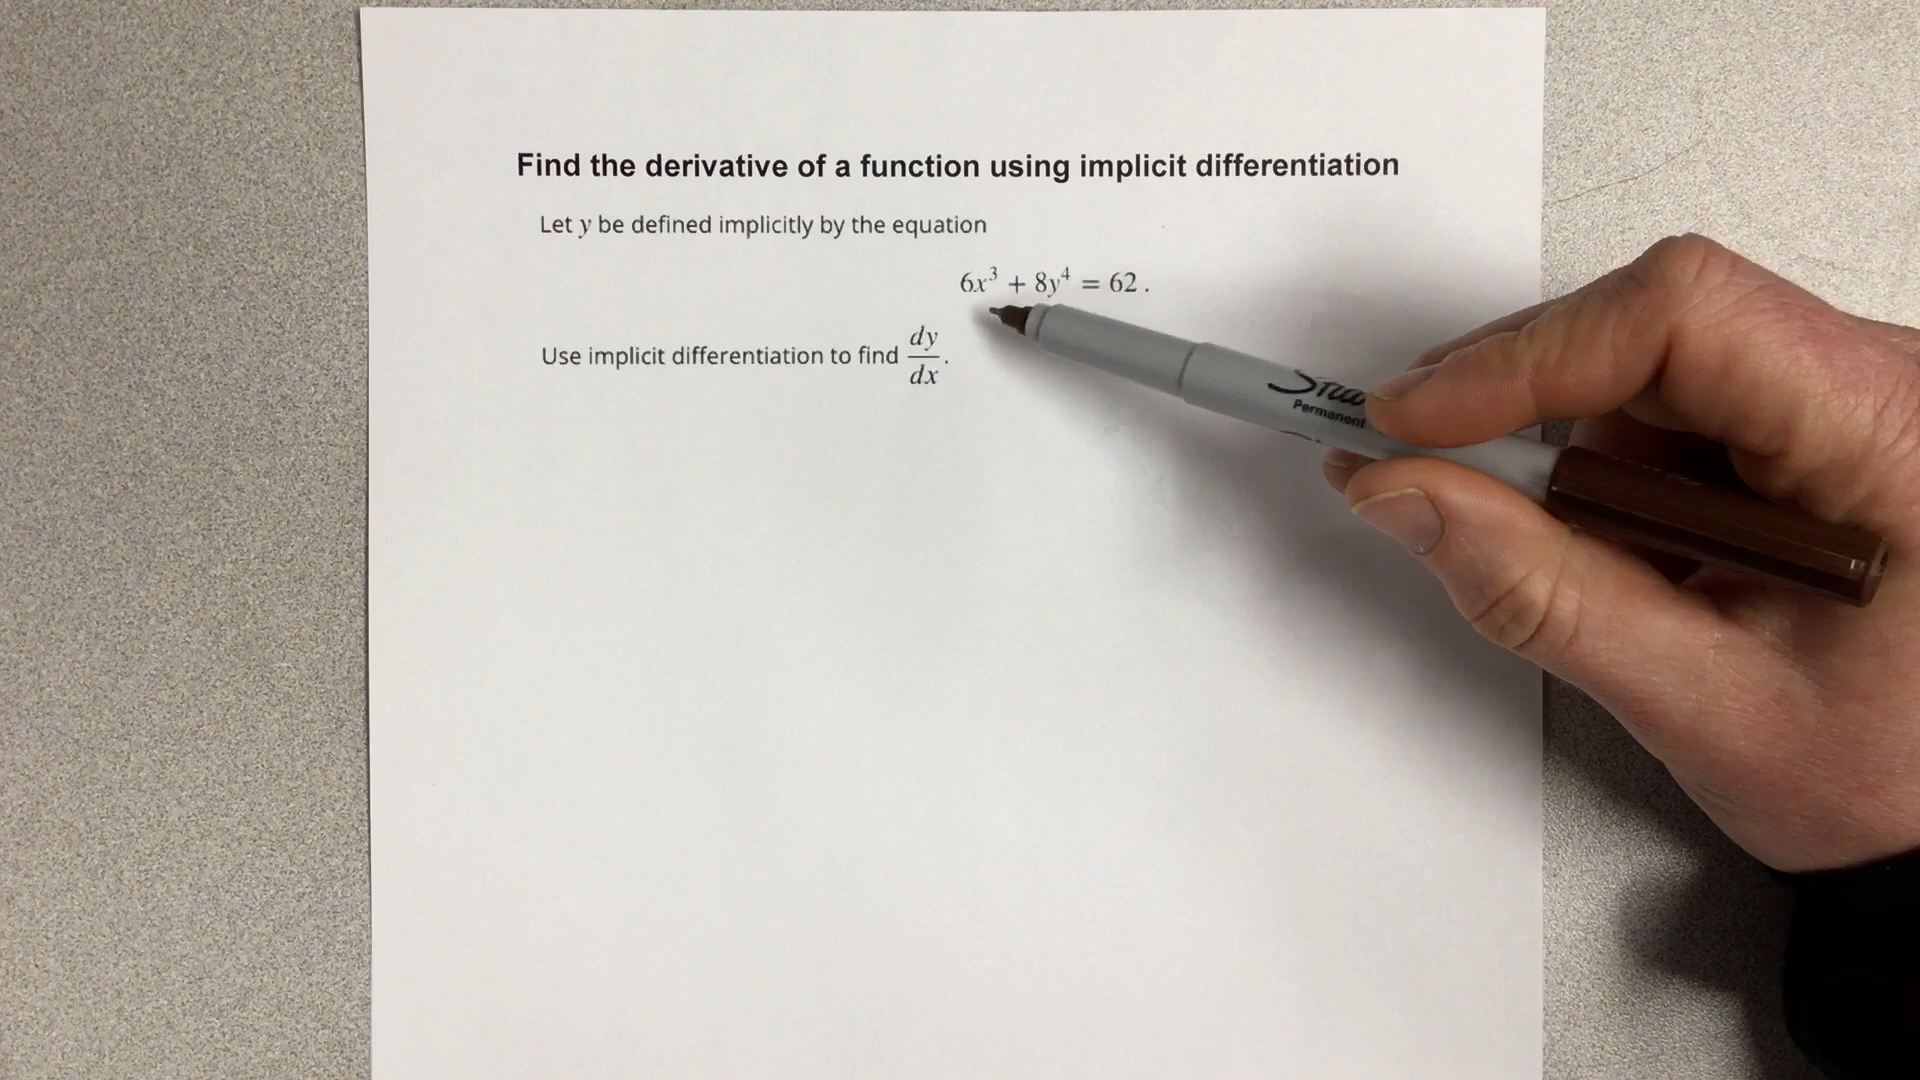 Find the derivative of a function using implicit differentiation
Let y be defined implicitly by the equation
6x³ + 8y⁴ = 62 .
Use implicit differentiation to find dy/dx .
Permanent